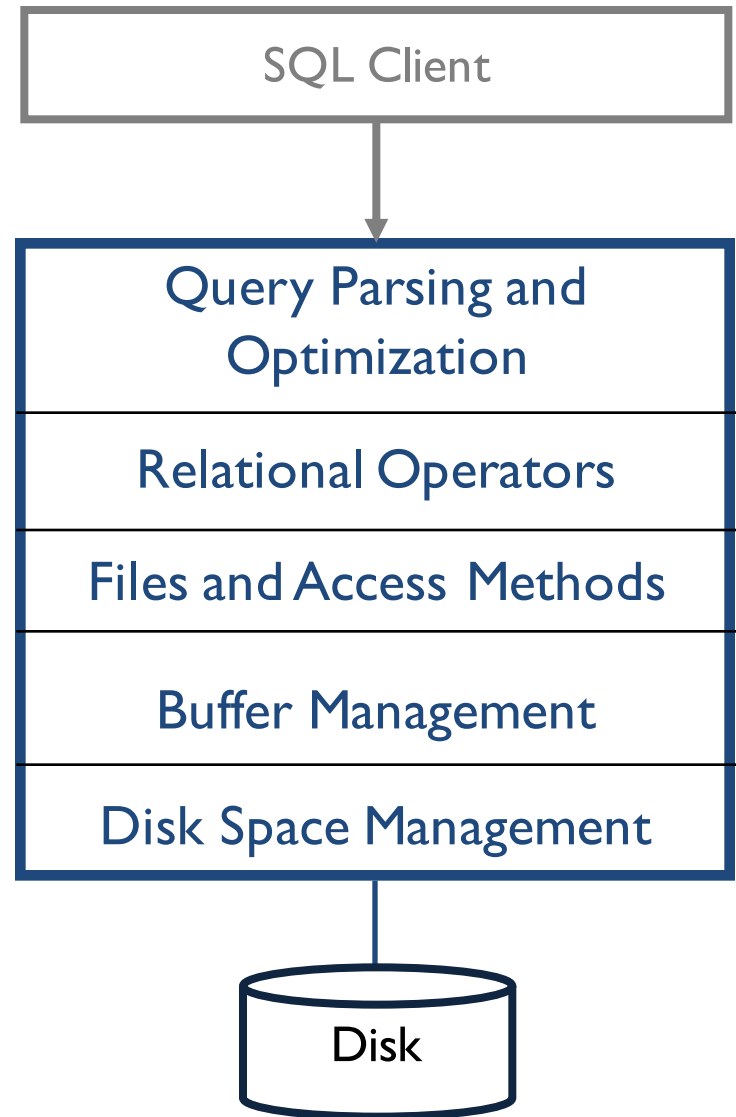 SQL Client
Query Parsing and
Optimization
Relational Operators
Files and Access Methods
Buffer Management
Disk Space Management
Disk